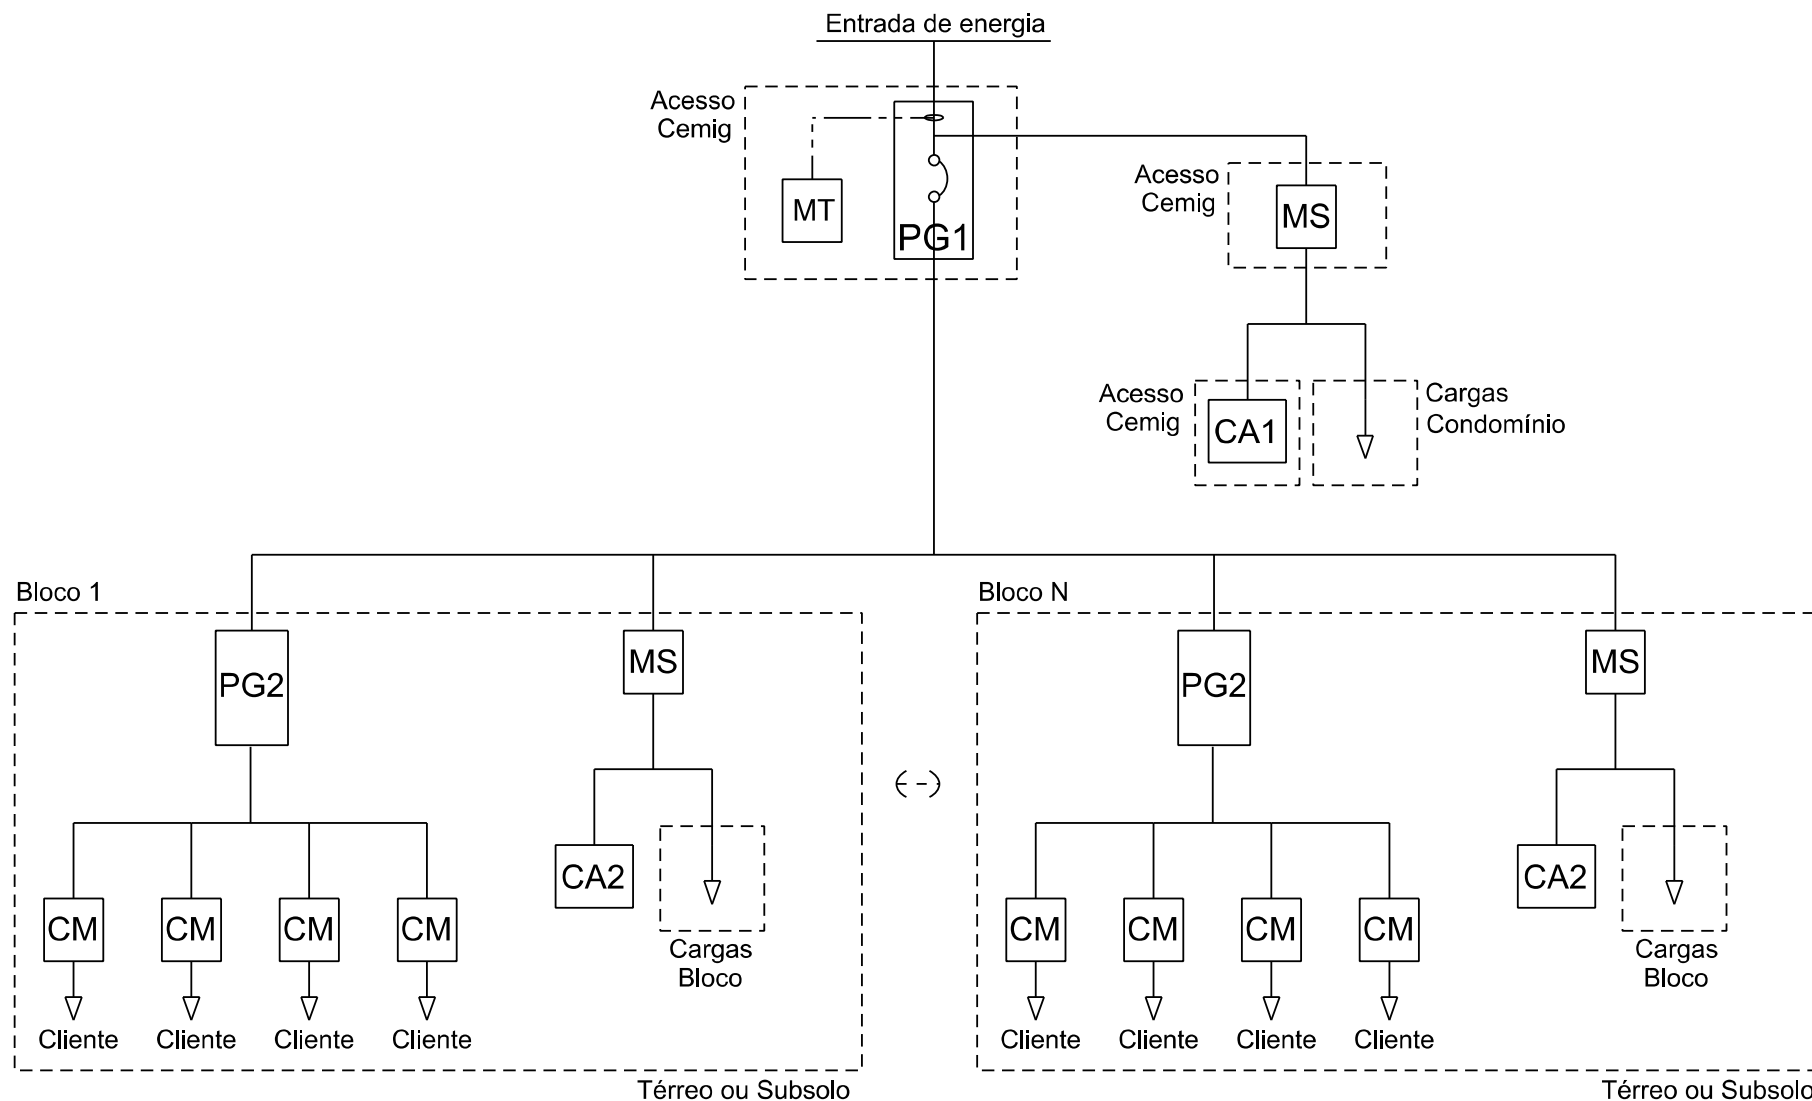 Entrada de energia
Acesso
Cemig
MT
PG1
Acesso
Cemig
MS
Acesso
Cemig
CA1
Cargas
Condomínio
Bloco 1
PG2
MS
CA2
Cargas
Bloco
CM
CM
CM
CM
Cliente
Cliente
Cliente
Cliente
Térreo ou Subsolo
(--)
Bloco N
PG2
MS
CA2
Cargas
Bloco
CM
CM
CM
CM
Cliente
Cliente
Cliente
Cliente
Térreo ou Subsolo